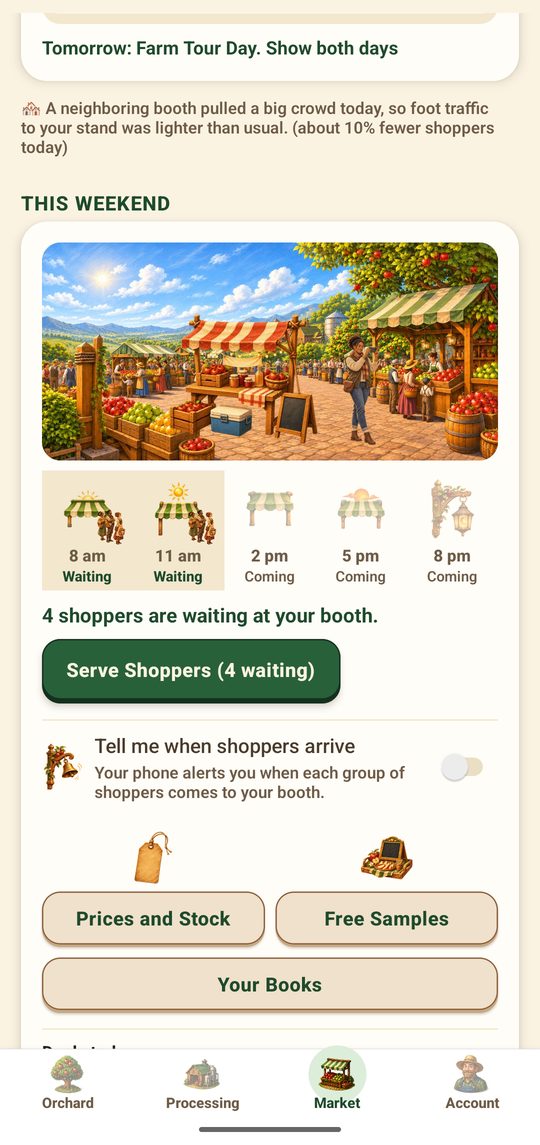 Tomorrow: Farm Tour Day. Show both days
A neighboring booth pulled a big crowd today, so foot traffic
to your stand was lighter than usual. (about 10% fewer shoppers
today)
THIS WEEKEND
8 am
Waiting
11 am
Waiting
2 pm
Coming
5 pm
Coming
8 pm
Coming
4 shoppers are waiting at your booth.
Serve Shoppers (4 waiting)
Tell me when shoppers arrive
Your phone alerts you when each group of
shoppers comes to your booth.
Prices and Stock
Free Samples
Your Books
Orchard
Processing
Market
Account